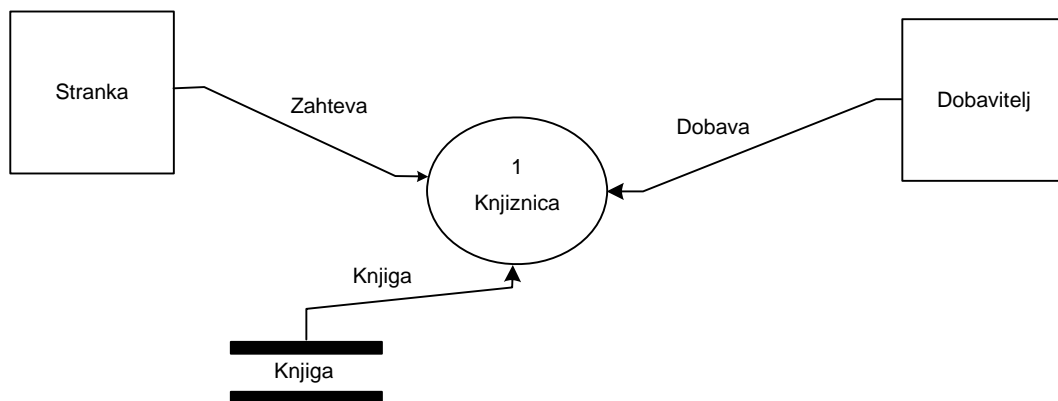 Stranka
Zahteva
Dobava
Dobavitelj
1
Knjiznica
Knjiga
Knjiga